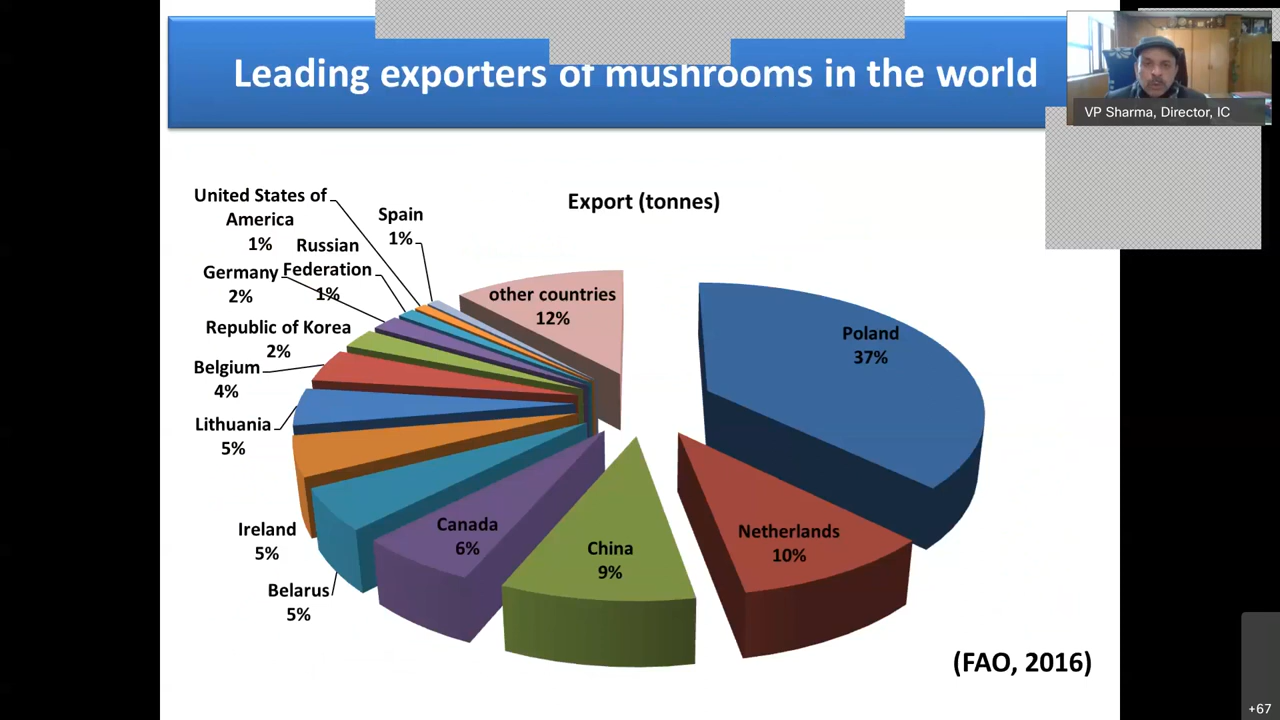 Leading exporters of mushrooms in the world
VP Sharma, Director, IC
Export (tonnes)
United States of
America
1%
Spain
1%
Russian
Federation
1%
Germany
2%
Republic of Korea
2%
Belgium
4%
Lithuania
5%
Ireland
5%
Belarus
5%
Canada
6%
China
9%
Netherlands
10%
Poland
37%
other countries
12%
(FAO, 2016)
+67